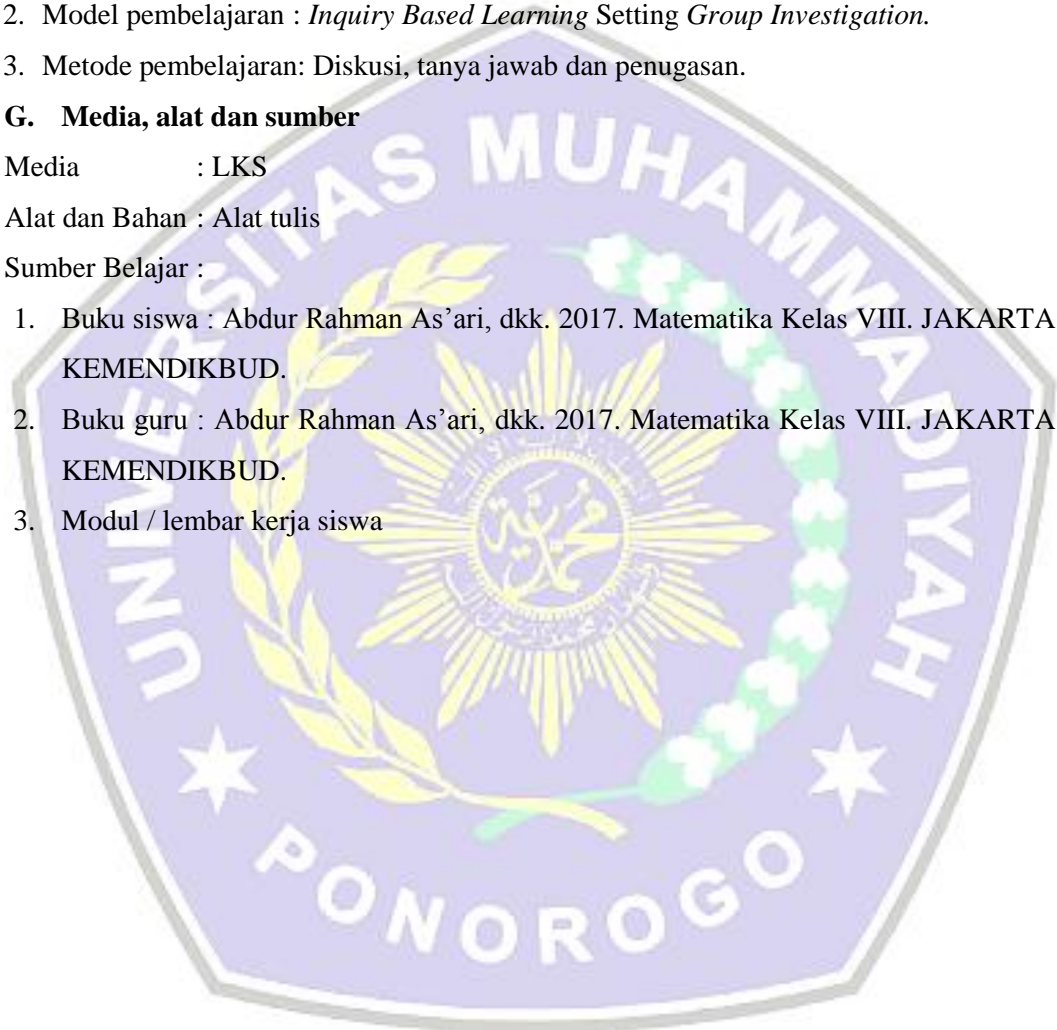 2. Model pembelajaran : Inquiry Based Learning Setting Group Investigation.
3. Metode pembelajaran: Diskusi, tanya jawab dan penugasan.
G. Media, alat dan sumber
Media : LKS
Alat dan Bahan : Alat tulis
Sumber Belajar :
1. Buku siswa : Abdur Rahman As’ari, dkk. 2017. Matematika Kelas VIII. JAKARTA
KEMENDIKBUD.
2. Buku guru : Abdur Rahman As’ari, dkk. 2017. Matematika Kelas VIII. JAKARTA
KEMENDIKBUD.
3. Modul / lembar kerja siswa
UNIVERSITAS MUHAMMADIYAH
PONOROGO